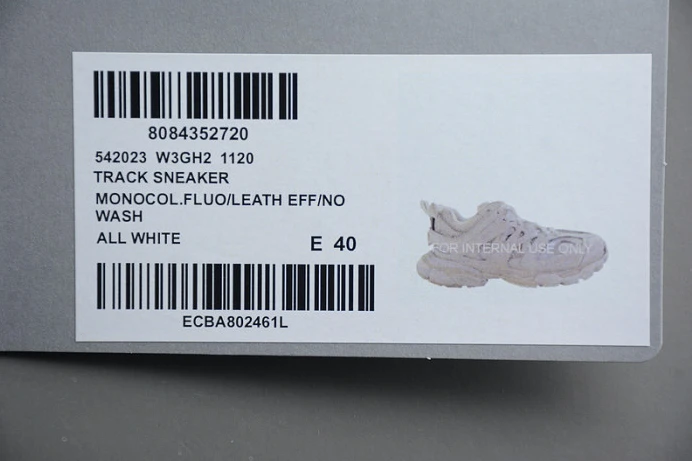 8084352720
542023 W3GH2 1120
TRACK SNEAKER
MONOCOL.FLUO/LEATH EFF/NO
WASH
ALL WHITE
E 40
FOR INTERNAL USE ONLY
ECBA802461L